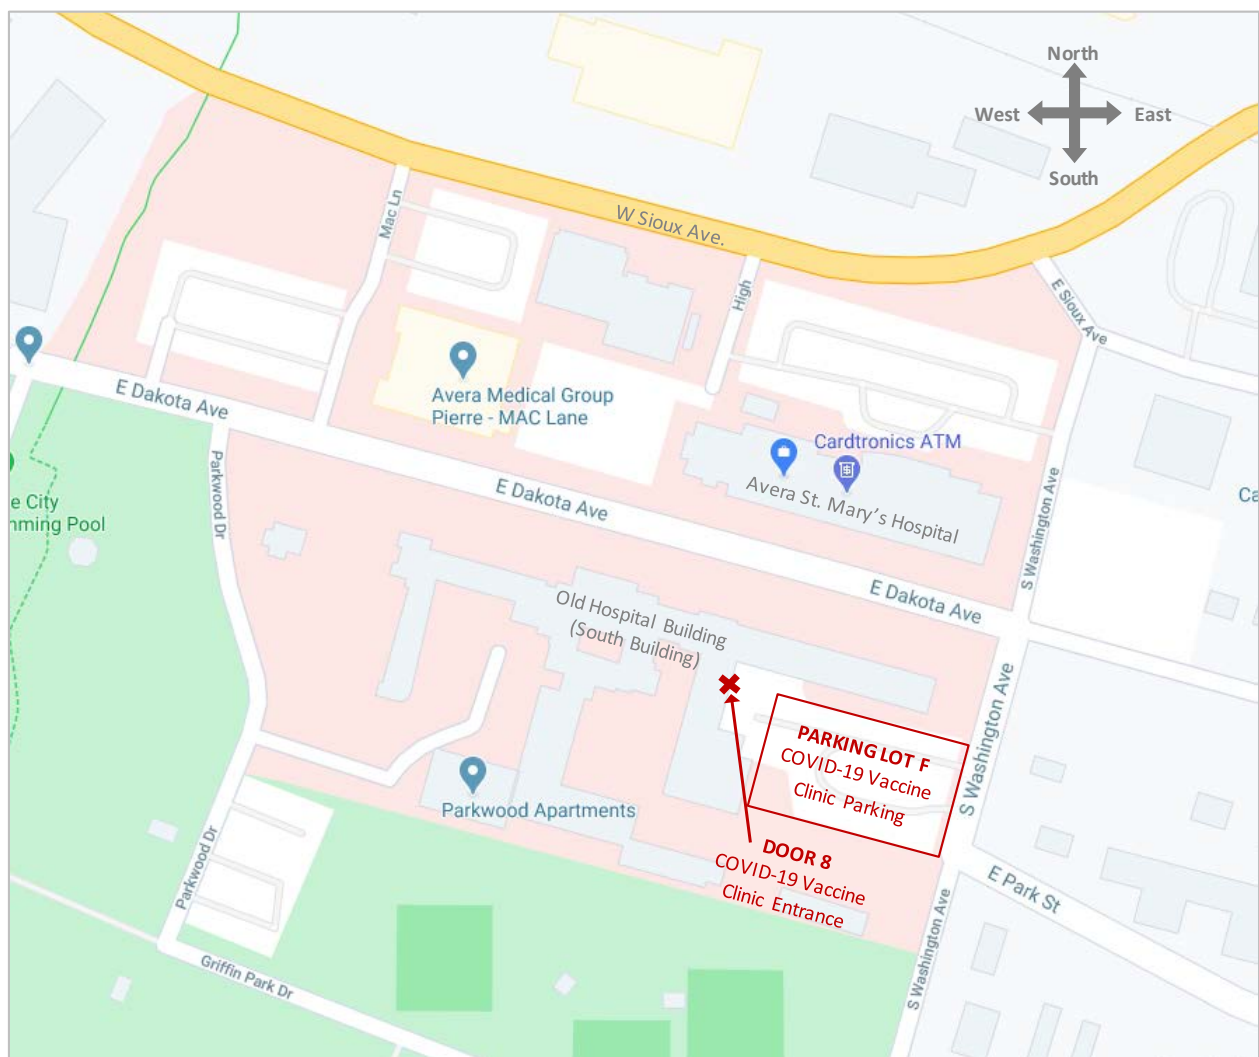 North
West
East
South
Mac Ln
W Sioux Ave.
High
E Sioux Ave
E Dakota Ave
Avera Medical Group
Pierre - MAC Lane
Cardtronics ATM
Avera St. Mary's Hospital
Parkwood Dr
E Dakota Ave
S Washington Ave
Ca
e City
nming Pool
E Dakota Ave
Old Hospital Building
(South Building)
S Washington Ave
PARKING LOT F
COVID-19 Vaccine
Clinic Parking
Parkwood Apartments
DOOR 8
COVID-19 Vaccine
Clinic Entrance
Parkwood Dr
E Park St
S Washington Ave
Griffin Park Dr